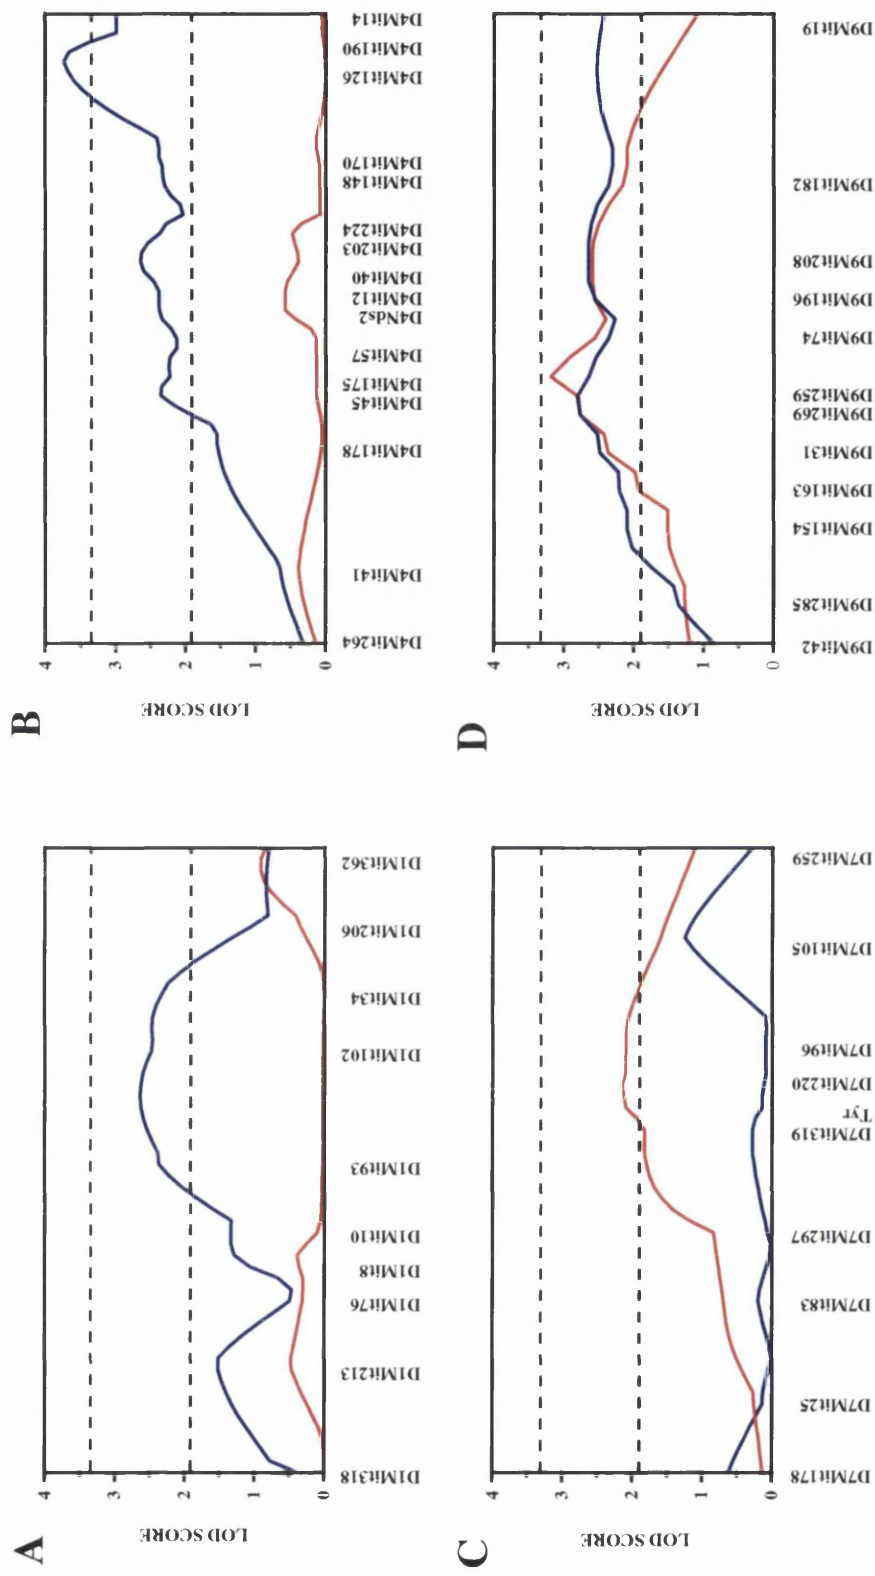 A
LOD SCORE
4
3
2
1
0
D1Mit318
D1Mit213
D1Mit76
D1Mit8
D1Mit10
D1Mit93
D1Mit102
D1Mit34
D1Mit206
D1Mit362
B
LOD SCORE
4
3
2
1
0
D4Mit264
D4Mit41
D4Mit178
D4Mit45
D4Mit175
D4Mit57
D4Nds2
D4Mit12
D4Mit40
D4Mit203
D4Mit224
D4Mit148
D4Mit170
D4Mit126
D4Mit190
D4Mit14
C
LOD SCORE
4
3
2
1
0
D7Mit178
D7Mit25
D7Mit83
D7Mit297
D7Mit319
Tyr
D7Mit220
D7Mit96
D7Mit105
D7Mit259
D
LOD SCORE
4
3
2
1
0
D9Mit42
D9Mit285
D9Mit154
D9Mit163
D9Mit31
D9Mit269
D9Mit259
D9Mit74
D9Mit196
D9Mit208
D9Mit182
D9Mit19